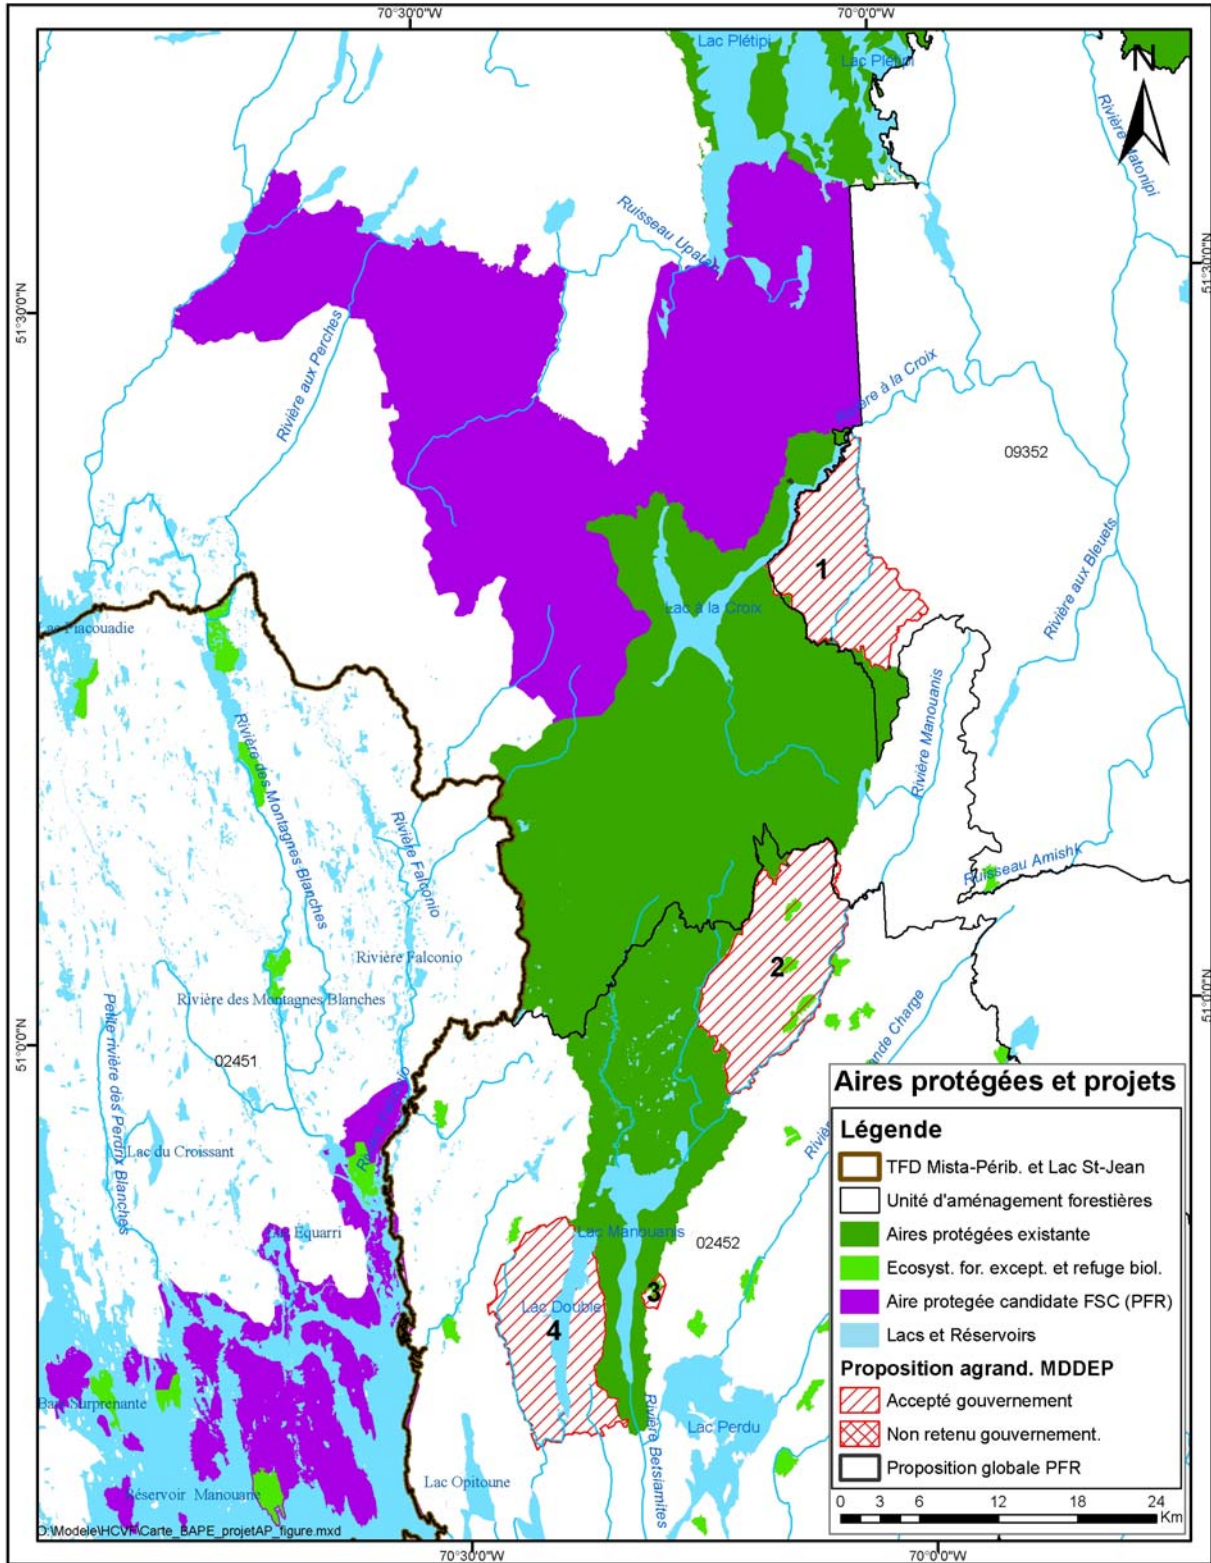 70°30'0"W
70°0'0"W
Lac Plétipi
Lac Plétipi
N
Rivière Matonipi
Ruisseau Upatan
51°30'0"N
51°30'0"N
Rivière aux Perches
Rivière à la Croix
09352
Rivière aux Bleuets
1
Lac à la Croix
Lac Piacouadie
Rivière Manouanis
Rivière des Montagnes Blanches
Rivière Falconio
Ruisseau Amishk
2
Rivière Falconio
Rivière des Montagnes Blanches
Petite rivière des Perdrix Blanches
51°0'0"N
51°0'0"N
02451
ande Charge
Rivière
Lac du Croissant
Equarri
Lac Manouanis
02452
3
Lac Double
4
Surprenante
Lac Perdu
Rivière Betsiamites
Lac Opitoune
Réservoir Manouane
O:\Modele\HCVF\Carte_BAPE_projetAP_figure.mxd
Aires protégées et projets
Légende
TFD Mista-Périb. et Lac St-Jean
Unité d'aménagement forestières
Aires protégées existante
Ecosyst. for. except. et refuge biol.
Aire protegée candidate FSC (PFR)
Lacs et Réservoirs
Proposition agrand. MDDEP
Accepté gouvernement
Non retenu gouvernement.
Proposition globale PFR
0 3 6 12 18 24
Km
70°30'0"W
70°0'0"W